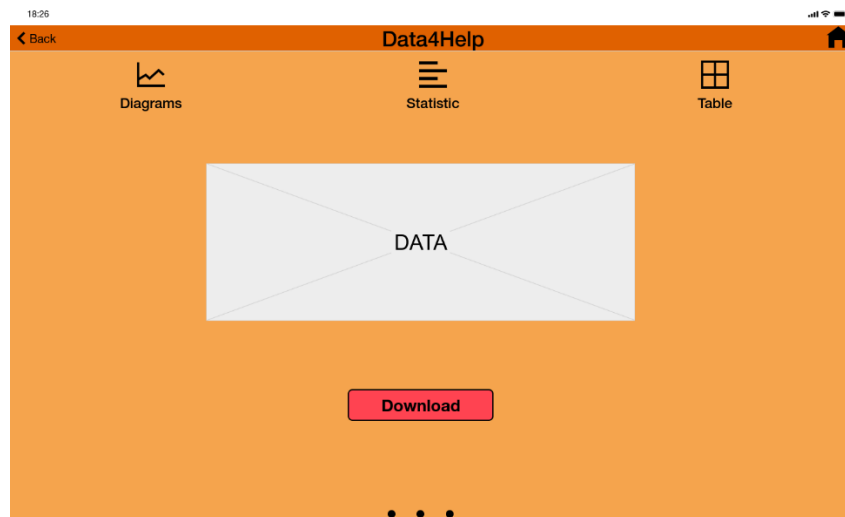 18:26
Back
Data4Help
Diagrams
Statistic
Table
DATA
Download